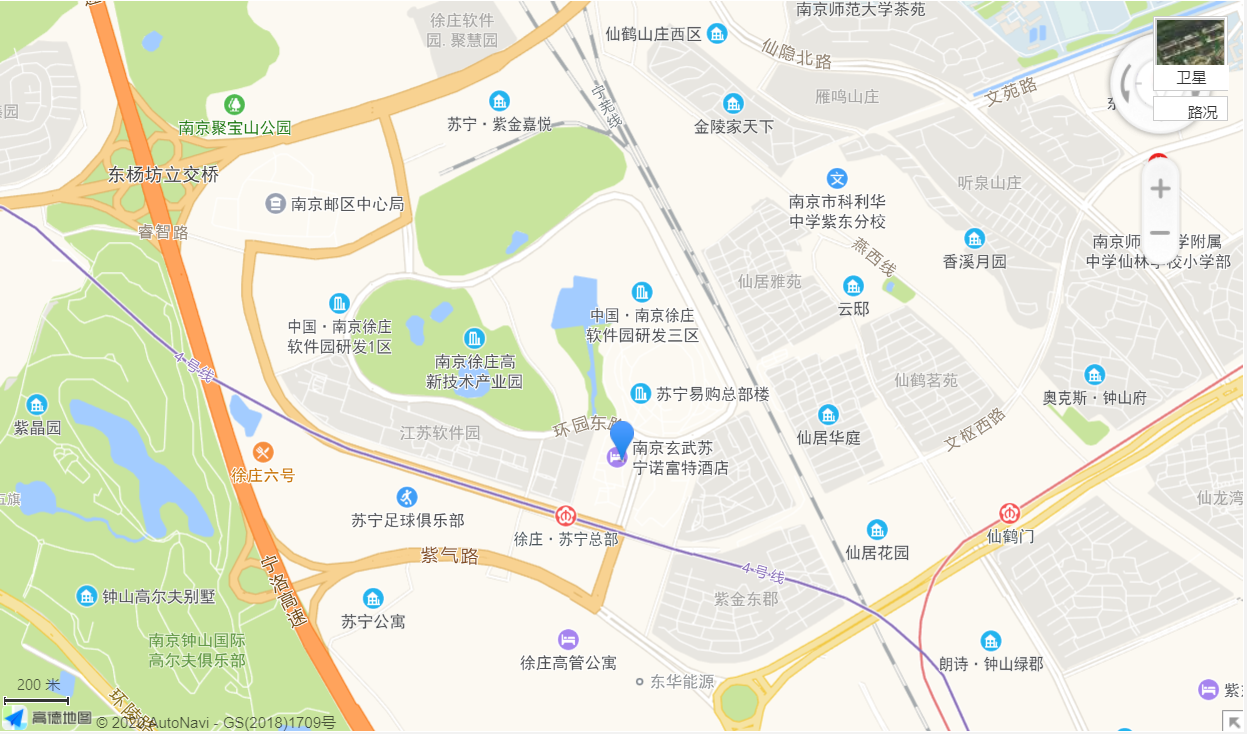 南京师范大学茶苑
徐庄软件
园. 聚慧园
仙鹤山庄西区
仙隐北路
卫星
文苑路
路况
宁芜线
雁鸣山庄
苏宁·紫金嘉悦
金陵家天下
南京聚宝山公园
东杨坊立交桥
听泉山庄
南京市科利华
中学紫东分校
南京邮区中心局
睿智路
燕西线
香溪月园
中学仙林学校小学部
仙居雅苑
云邸
中国·南京徐庄
软件园研发1区
中国·南京徐庄
软件园研发三区
4号线
南京徐庄高
新技术产业园
仙鹤茗苑
苏宁易购总部楼
奥克斯·钟山府
紫晶园
江苏软件园
环园东路
仙居华庭
文枢西路
南京玄武苏
宁诺富特酒店
徐庄六号
仙龙湾
苏宁足球俱乐部
徐庄·苏宁总部
仙鹤门
仙居花园
紫气路
宁洛高速
4号线
钟山高尔夫别墅
紫金东郡
苏宁公寓
南京钟山国际
高尔夫俱乐部
徐庄高管公寓
朗诗·钟山绿郡
东华能源
200 米
环陵路
高德地图
© 2020 AutoNavi - GS(2018)1709号